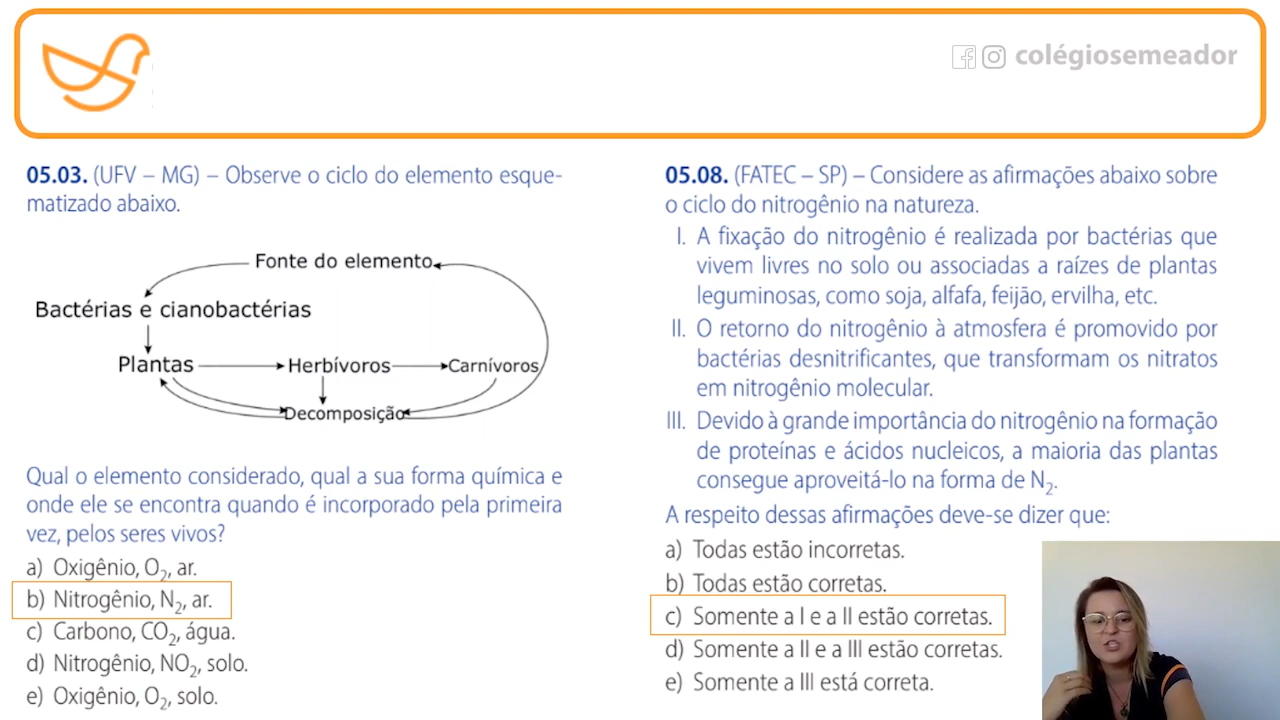 colégiosemeador
05.03. (UFV – MG) – Observe o ciclo do elemento esque-
matizado abaixo.
Fonte do elemento
Bactérias e cianobactérias
Plantas
Herbívoros
Carnívoros
Decomposição
Qual o elemento considerado, qual a sua forma química e
onde ele se encontra quando é incorporado pela primeira
vez, pelos seres vivos?
a) Oxigênio, O₂, ar.
b) Nitrogênio, N₂, ar.
c) Carbono, CO₂, água.
d) Nitrogênio, NO₂, solo.
e) Oxigênio, O₂, solo.
05.08. (FATEC – SP) – Considere as afirmações abaixo sobre
o ciclo do nitrogênio na natureza.
I. A fixação do nitrogênio é realizada por bactérias que
vivem livres no solo ou associadas a raízes de plantas
leguminosas, como soja, alfafa, feijão, ervilha, etc.
II. O retorno do nitrogênio à atmosfera é promovido por
bactérias desnitrificantes, que transformam os nitratos
em nitrogênio molecular.
III. Devido à grande importância do nitrogênio na formação
de proteínas e ácidos nucleicos, a maioria das plantas
consegue aproveitá-lo na forma de N₂.
A respeito dessas afirmações deve-se dizer que:
a) Todas estão incorretas.
b) Todas estão corretas.
c) Somente a I e a II estão corretas.
d) Somente a II e a III estão corretas.
e) Somente a III está correta.